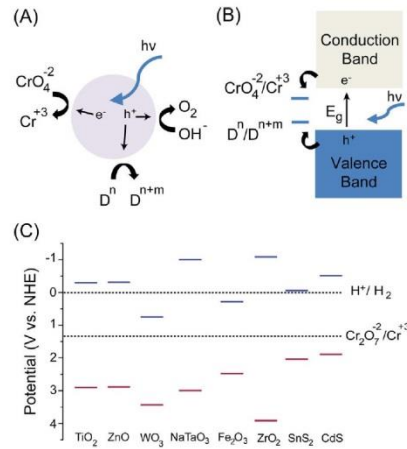 (A)
hν
CrO₄⁻²
Cr⁺³
e⁻
h⁺
O₂
OH⁻
Dⁿ Dⁿ⁺ᵐ
(B)
Conduction
Band
e⁻
CrO₄⁻²/Cr⁺³
hν
E_g
Dⁿ/Dⁿ⁺ᵐ
h⁺
Valence
Band
(C)
Potential (V vs. NHE)
-1
0
1
2
3
4
H⁺/ H₂
Cr₂O₇⁻²/Cr⁺³
TiO₂ ZnO WO₃ NaTaO₃ Fe₂O₃ ZrO₂ SnS₂ CdS